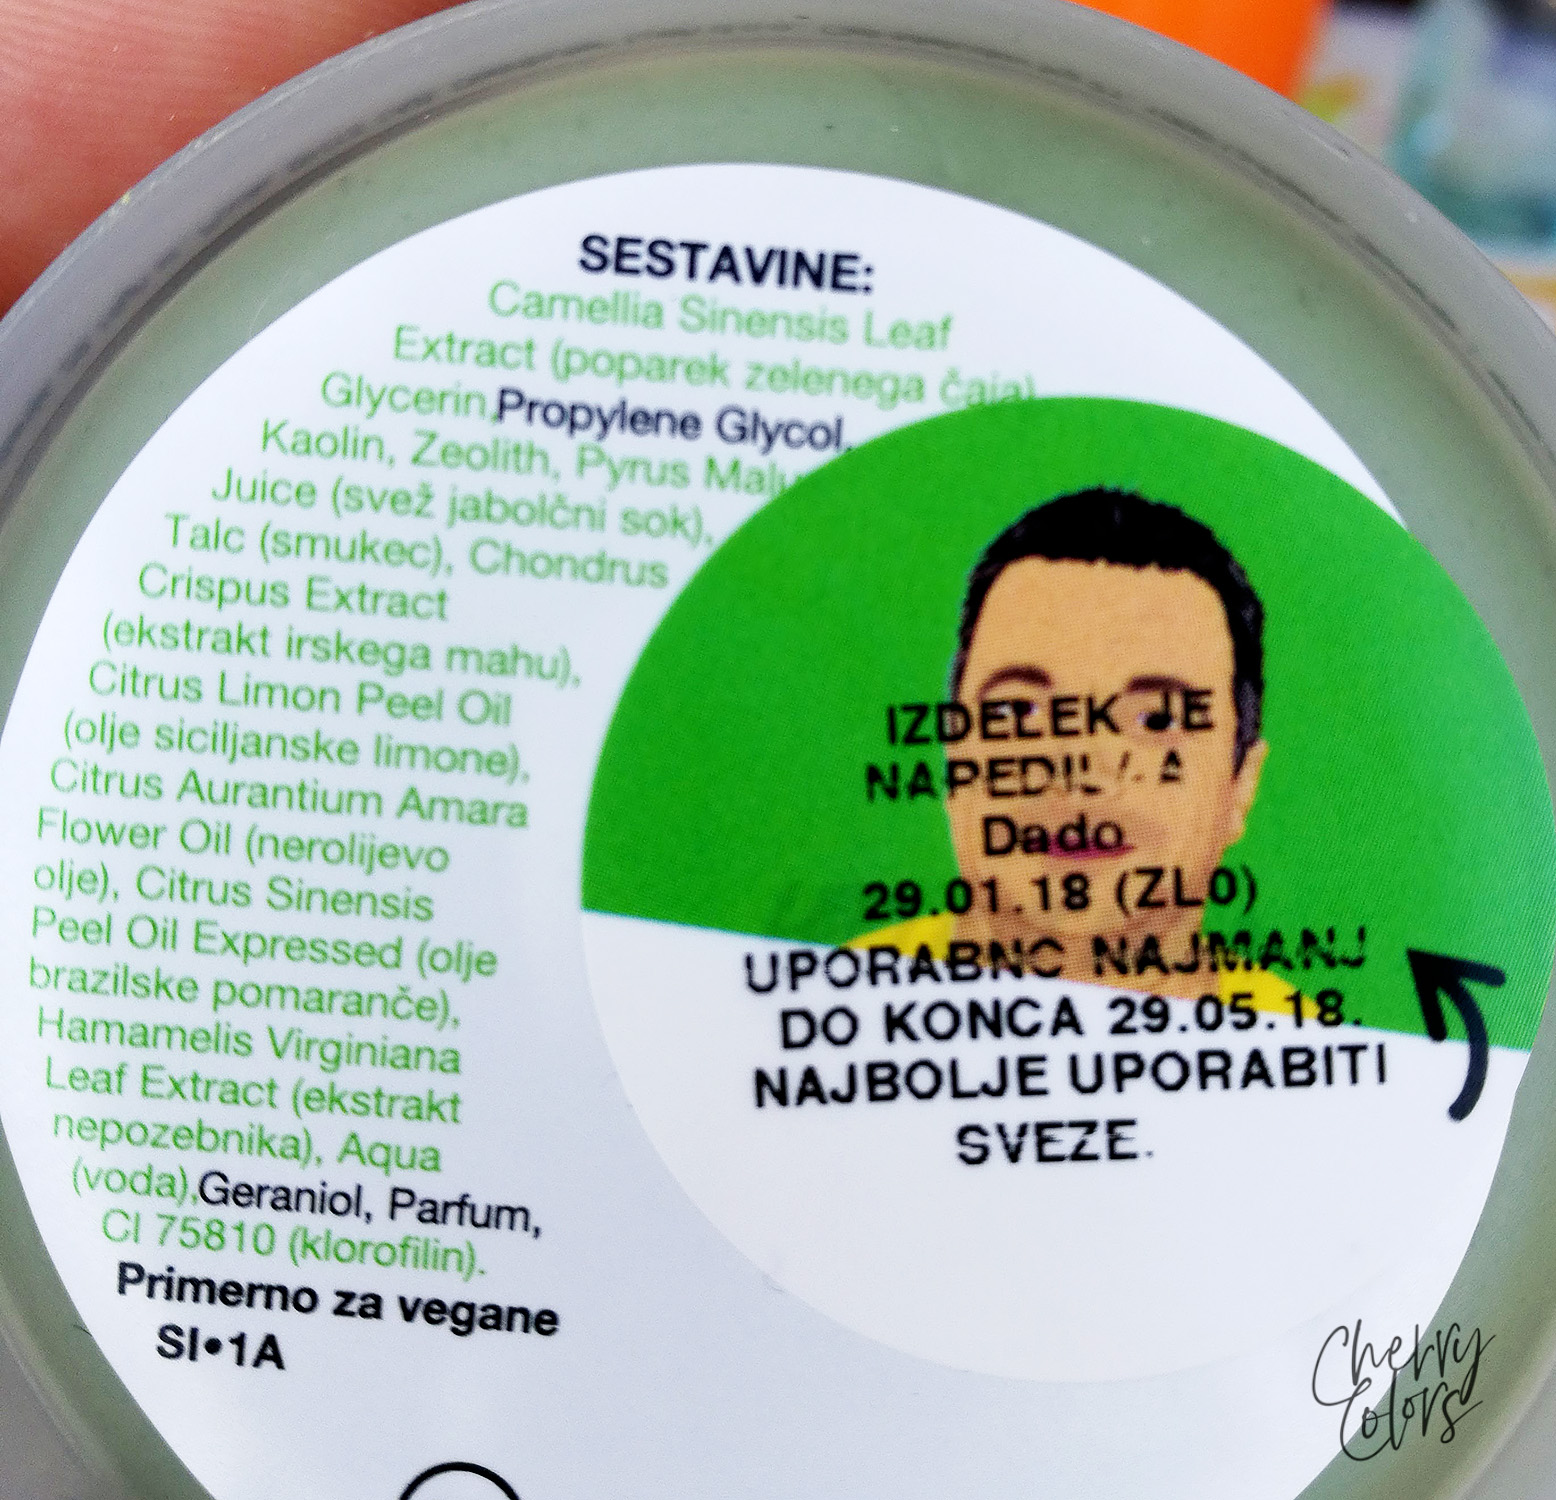 SESTAVINE:
Camellia Sinensis Leaf
Extract (poparek zelenega čaja)
Glycerin,Propylene Glycol,
Kaolin, Zeolith, Pyrus Malu
Juice (svež jabolčni sok),
Talc (smukec), Chondrus
Crispus Extract
(ekstrakt irskega mahu),
Citrus Limon Peel Oil
(olje siciljanske limone),
Citrus Aurantium Amara
Flower Oil (nerolijevo
olje), Citrus Sinensis
Peel Oil Expressed (olje
brazilske pomaranče),
Hamamelis Virginiana
Leaf Extract (ekstrakt
nepozebnika), Aqua
(voda),Geraniol, Parfum,
CI 75810 (klorofilin).
Primerno za vegane
SI•1A
IZDELEK JE
Dado
29.01.18 (ZL0)
UPORABNO NAJMANJ
DO KONCA 29.05.18.
NAJBOLJE UPORABITI
SVEZE.
Cherry
Colors